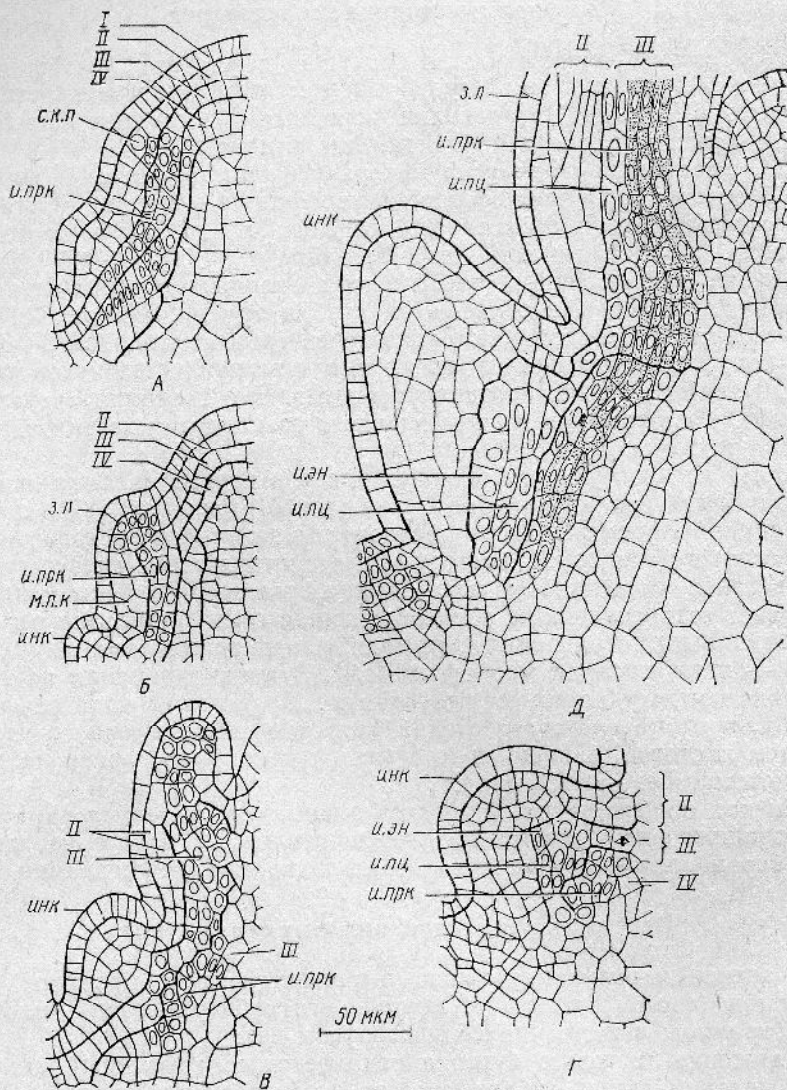 I
II
III
IV
с.к.п
и.прк
А
II
III
IV
з.л
и.прк
м.п.к
инк
Б
II
III
инк
III
и.прк
В
50 мкм
II
III
з.л
и.прк
и.пц
инк
и.эн
и.пц
Д
инк
II
и.эн
III
и.пц
и.прк
IV
Г